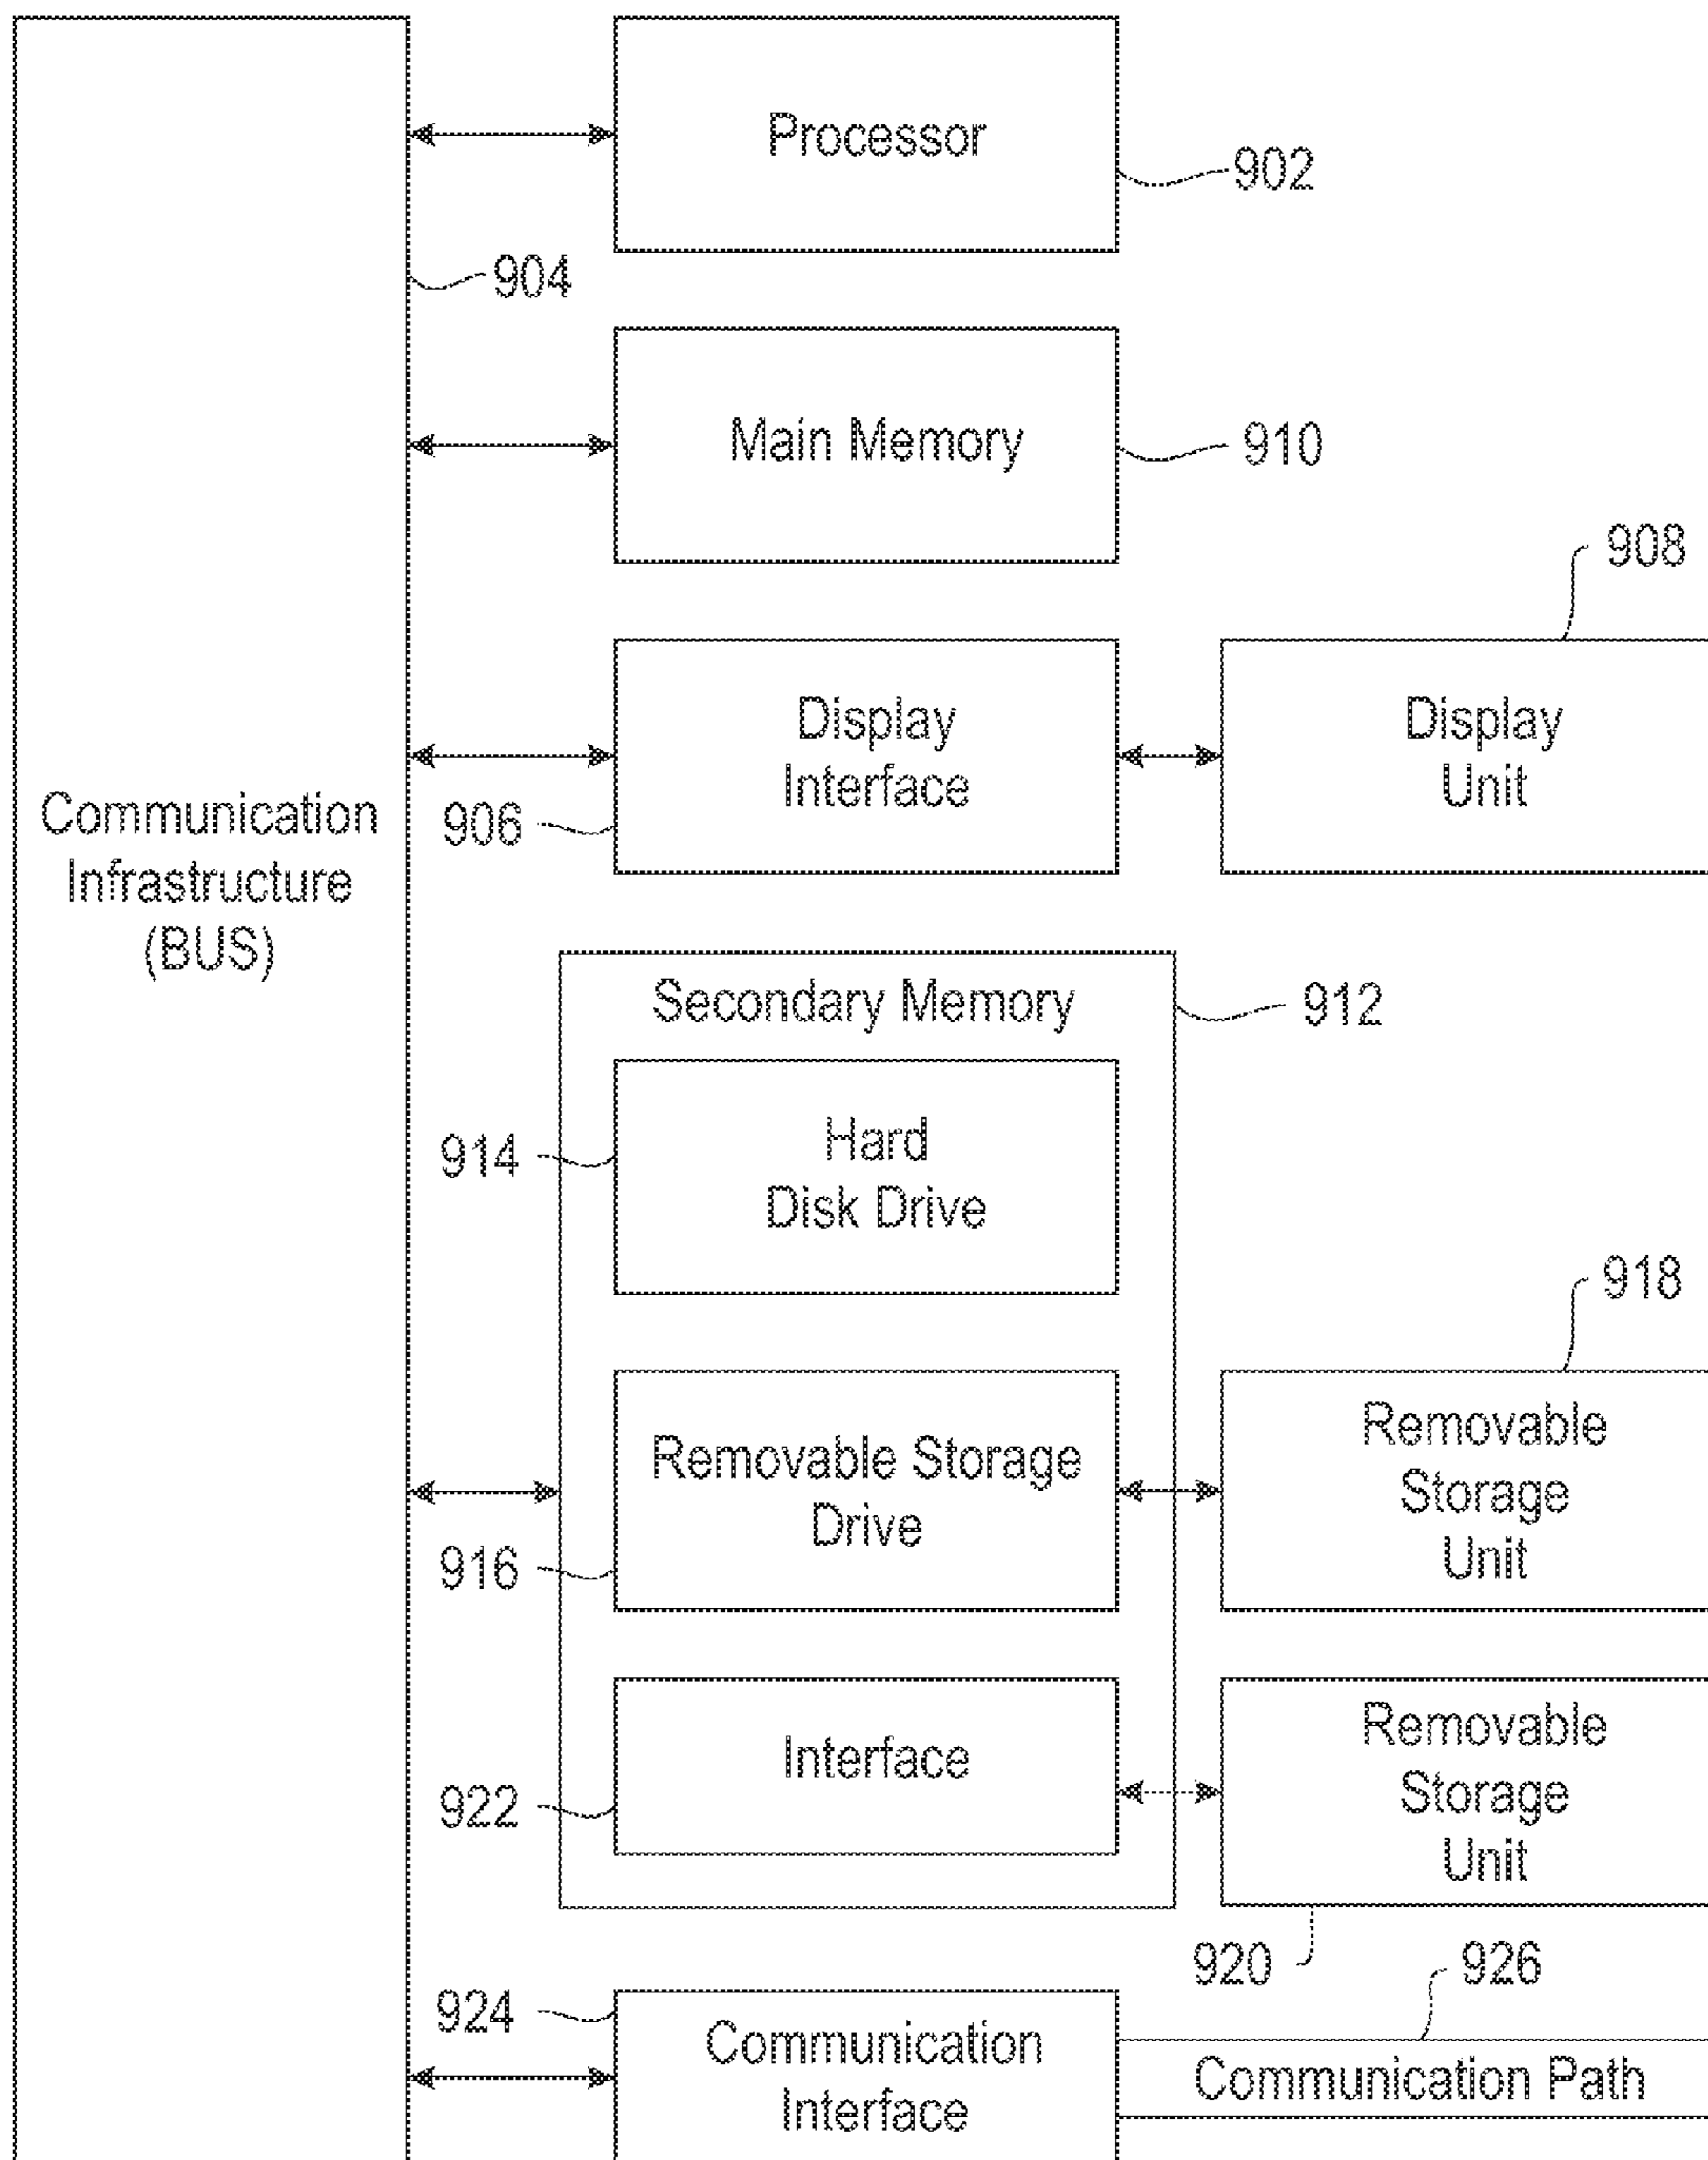 Processor
902
904
Main Memory
910
908
Display
Interface
906
Display
Unit
Communication
Infrastructure
(BUS)
Secondary Memory
912
914
Hard
Disk Drive
918
Removable Storage
Drive
916
Removable
Storage
Unit
Interface
922
Removable
Storage
Unit
920
926
924
Communication
Interface
Communication Path